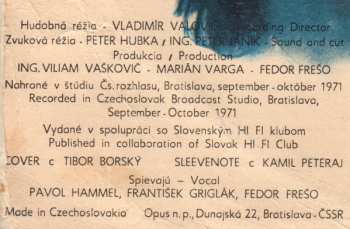 Hudobná réžia - VLADIMÍR VALOVIČ - Recording Director
Zvuková réžia - PETER HUBKA / ING. PETER JANÍK - Sound and cut
Produkcia / Production
ING. VILIAM VAŠKOVIČ - MARIÁN VARGA - FEDOR FREŠO
Nahrané v štúdiu Čs. rozhlasu, Bratislava, september - október 1971
Recorded in Czechoslovak Broadcast Studio, Bratislava,
September - October 1971
Vydané v spolupráci so Slovenským HI FI klubom
Published in collaboration of Slovak HI FI Club
COVER c TIBOR BORSKÝ SLEEVENOTE c KAMIL PETERAJ
Spievajú - Vocal
PAVOL HAMMEL, FRANTIŠEK GRIGLÁK, FEDOR FREŠO
Made in Czechoslovakia Opus n. p., Dunajská 22, Bratislava - ČSSR